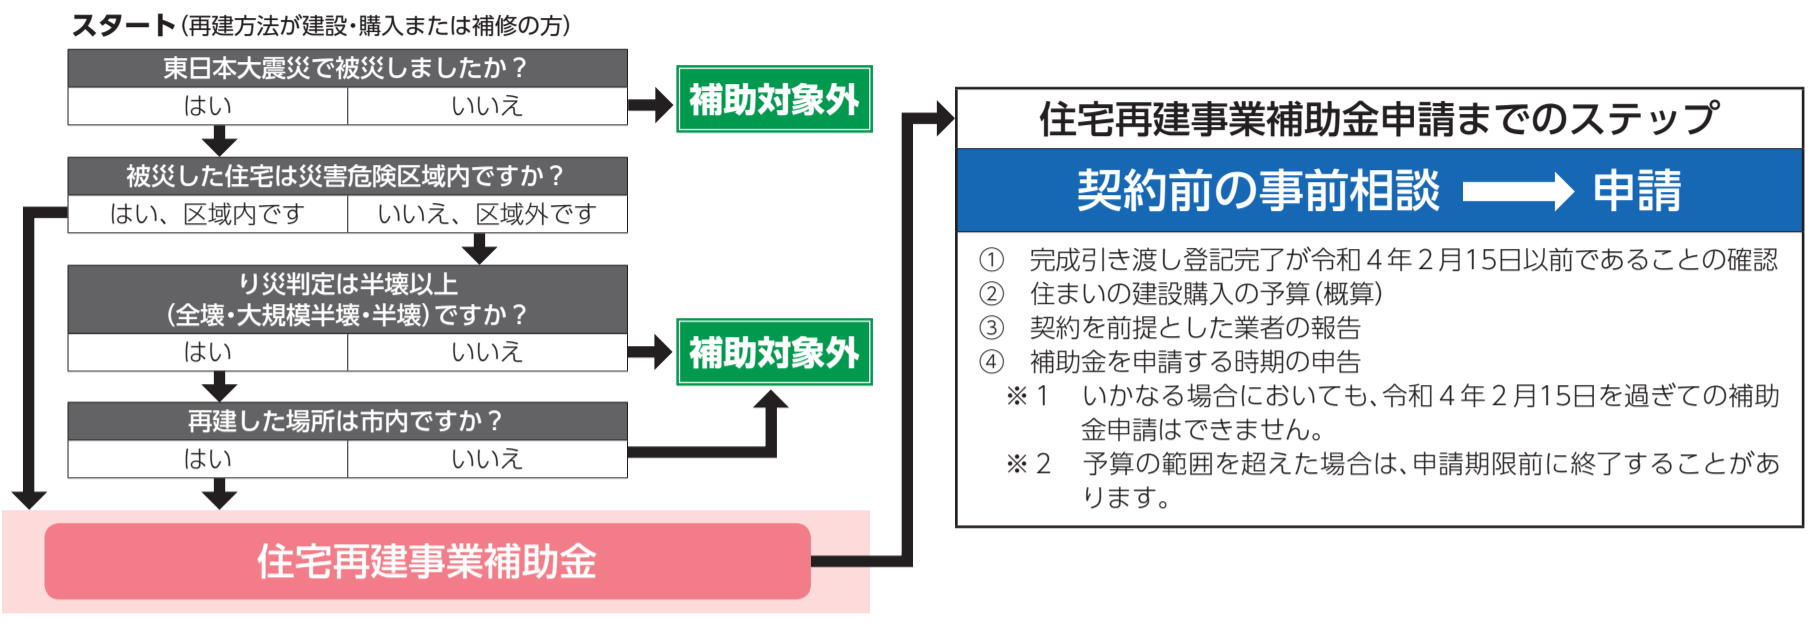 スタート(再建方法が建設・購入または補修の方)
東日本大震災で被災しましたか？
はい
いいえ
補助対象外
被災した住宅は災害危険区域内ですか？
はい、区域内です
いいえ、区域外です
り災判定は半壊以上
(全壊・大規模半壊・半壊)ですか？
はい
いいえ
補助対象外
再建した場所は市内ですか？
はい
いいえ
住宅再建事業補助金
住宅再建事業補助金申請までのステップ
契約前の事前相談 → 申請
① 完成引き渡し登記完了が令和４年２月15日以前であることの確認
② 住まいの建設購入の予算(概算)
③ 契約を前提とした業者の報告
④ 補助金を申請する時期の申告
※１ いかなる場合においても、令和４年２月15日を過ぎての補助
金申請はできません。
※２ 予算の範囲を超えた場合は、申請期限前に終了することがあ
ります。